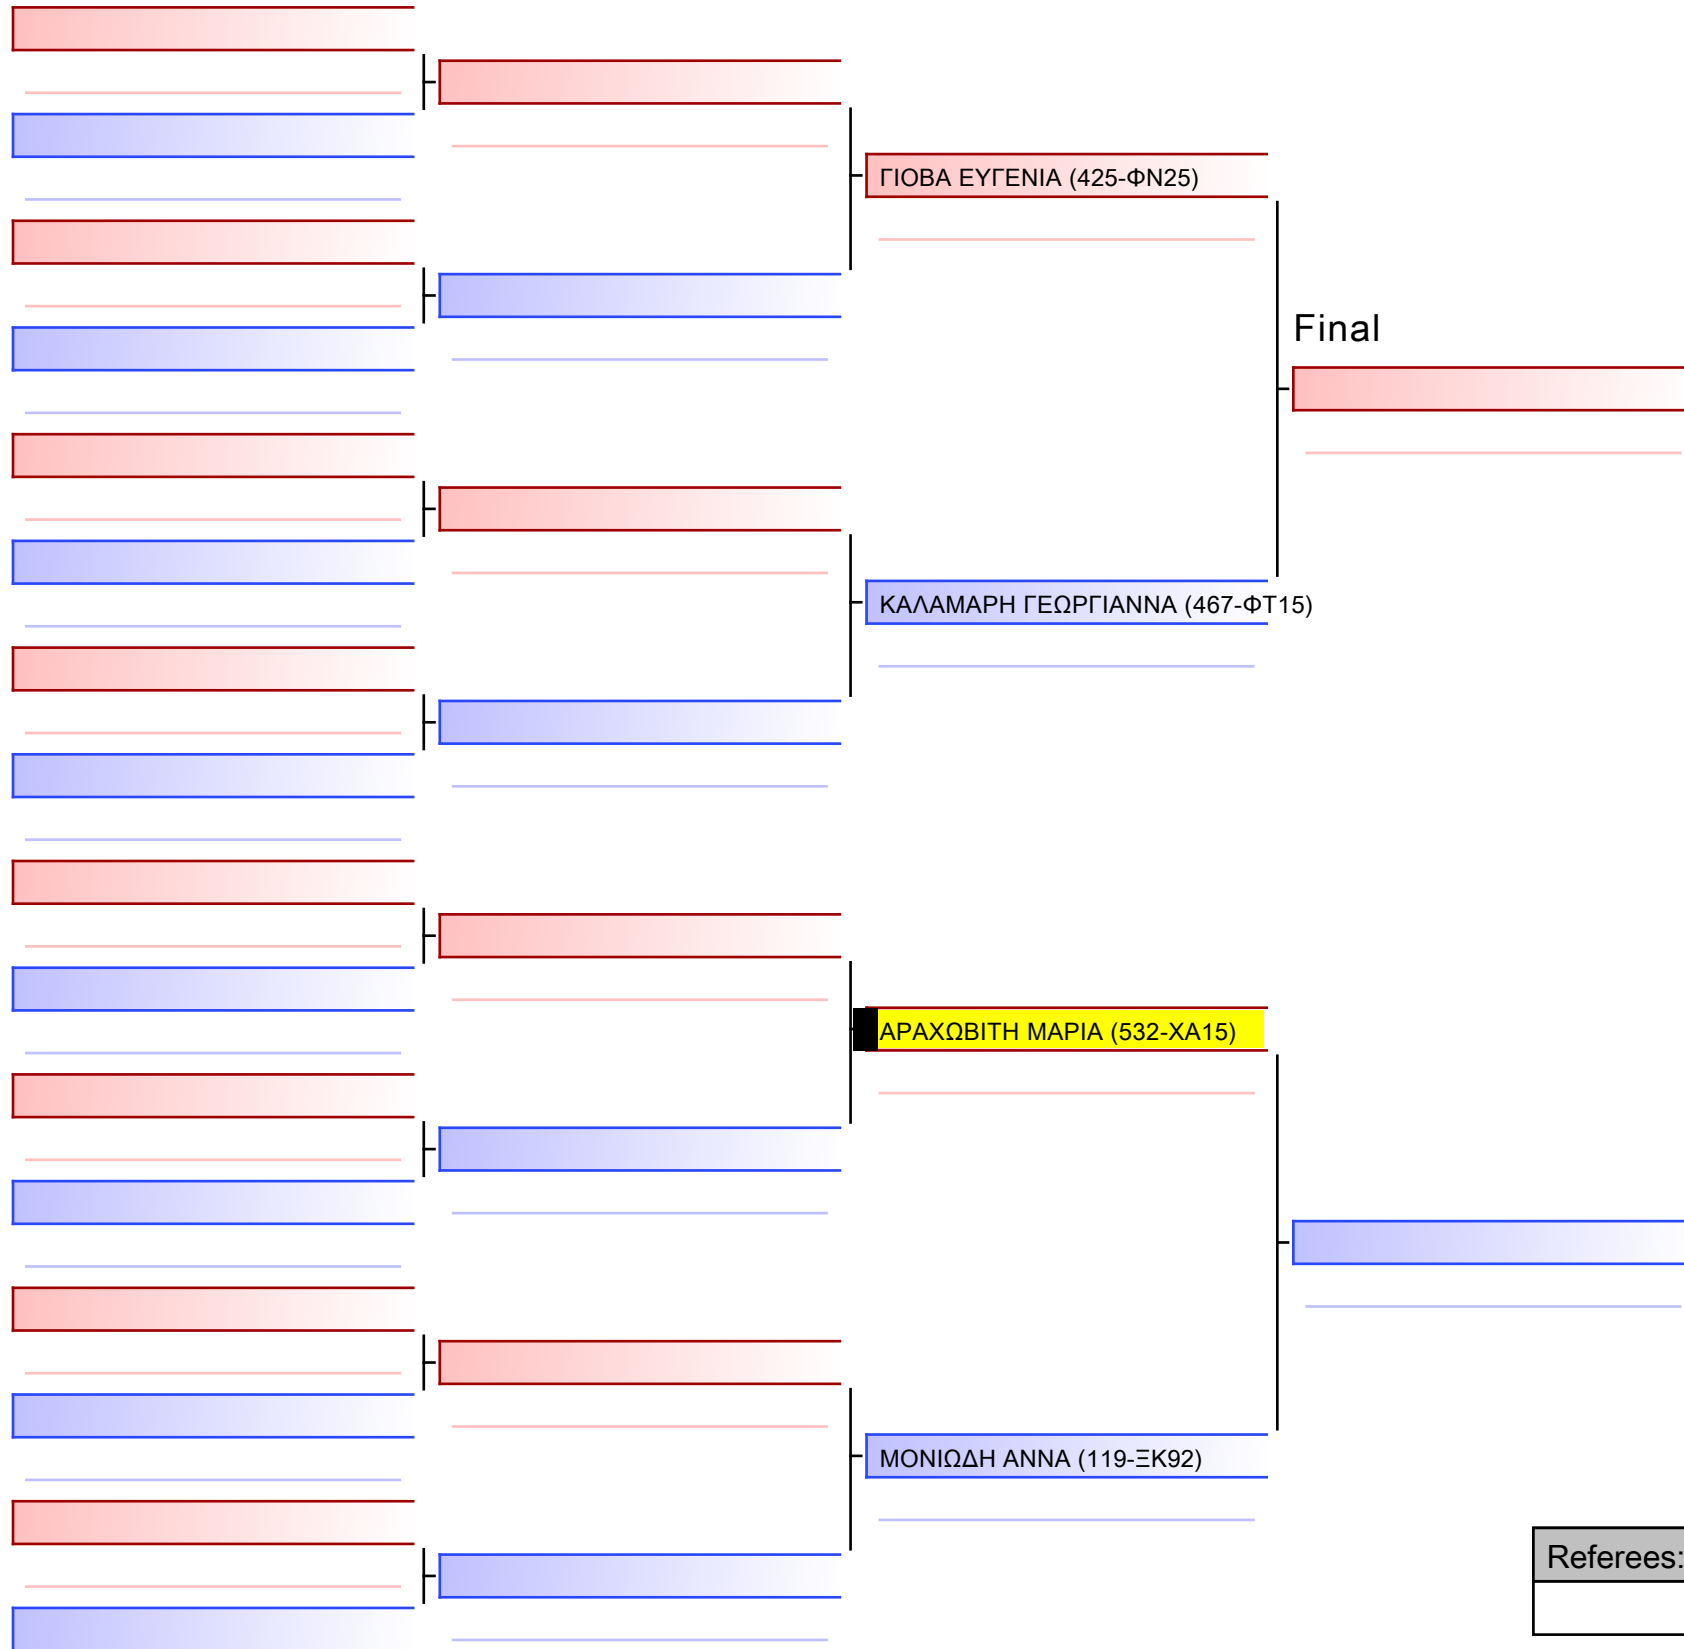 ΓΙΟΒΑ ΕΥΓΕΝΙΑ (425-ΦΝ25)
Final
ΚΑΛΑΜΑΡΗ ΓΕΩΡΓΙΑΝΝΑ (467-ΦΤ15)
ΑΡΑΧΩΒΙΤΗ ΜΑΡΙΑ (532-ΧΑ15)
ΜΟΝΙΩΔΗ ΑΝΝΑ (119-ΞΚ92)
Referees: